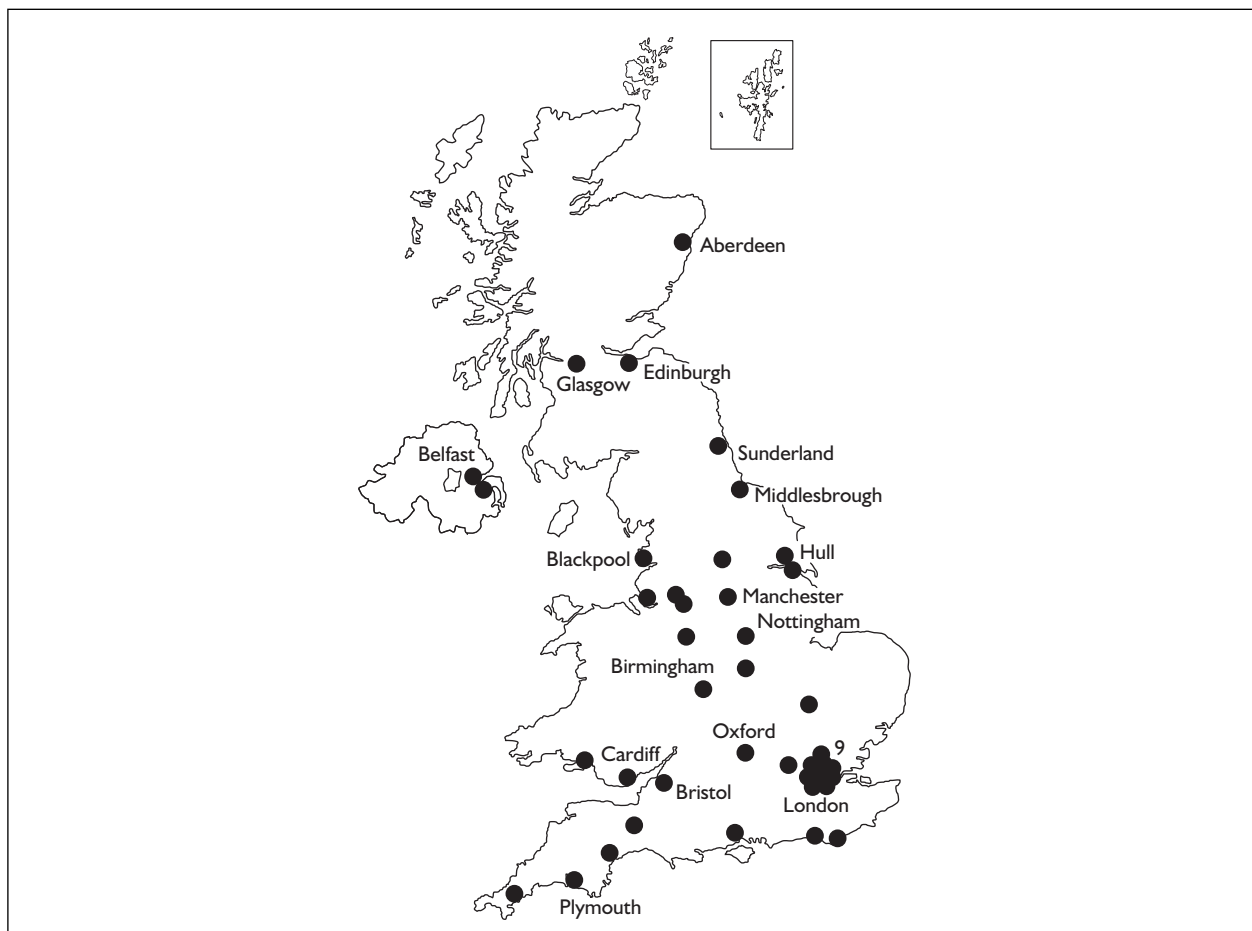 Aberdeen
Edinburgh
Glasgow
Sunderland
Belfast
Middlesbrough
Hull
Blackpool
Manchester
Nottingham
Birmingham
Oxford
9
Cardiff
Bristol
London
Plymouth